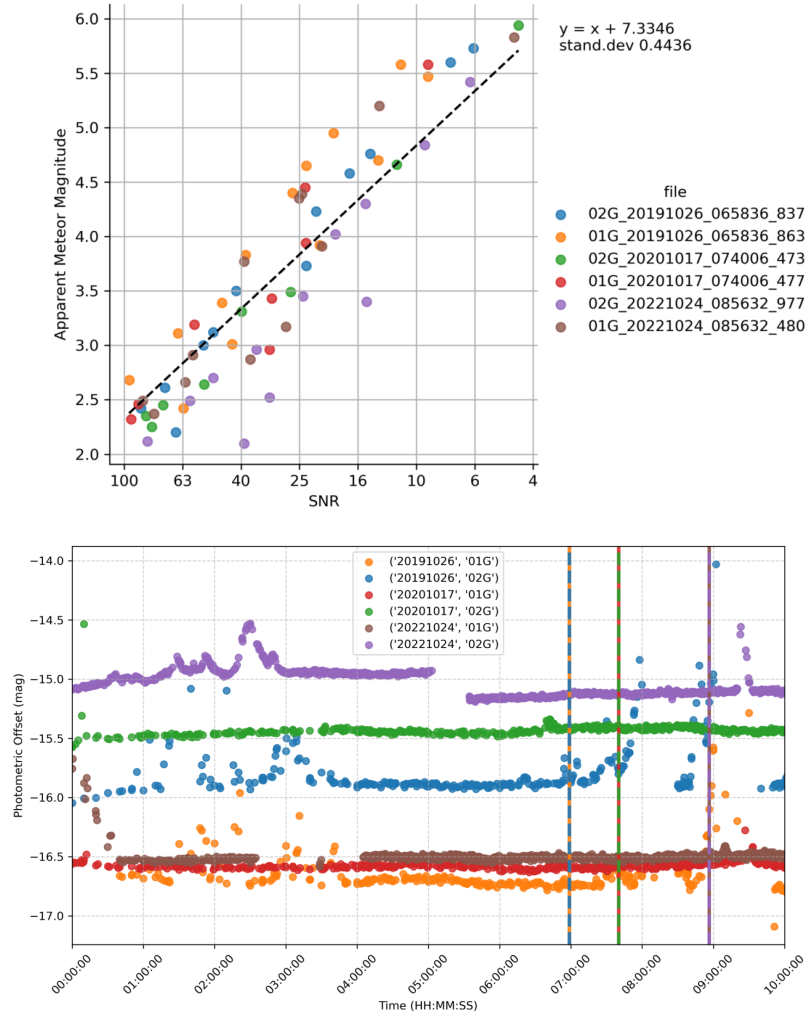 y = x + 7.3346
stand.dev 0.4436
6.0
5.5
5.0
4.5
4.0
3.5
3.0
2.5
2.0
Apparent Meteor Magnitude
100 63 40 25 16 10 6 4
SNR
file
02G_20191026_065836_837
01G_20191026_065836_863
02G_20201017_074006_473
01G_20201017_074006_477
02G_20221024_085632_977
01G_20221024_085632_480
('20191026', '01G')
('20191026', '02G')
('20201017', '01G')
('20201017', '02G')
('20221024', '01G')
('20221024', '02G')
−14.0
−14.5
−15.0
−15.5
−16.0
−16.5
−17.0
Photometric Offset (mag)
00:00:00 01:00:00 02:00:00 03:00:00 04:00:00 05:00:00 06:00:00 07:00:00 08:00:00 09:00:00 10:00:00
Time (HH:MM:SS)